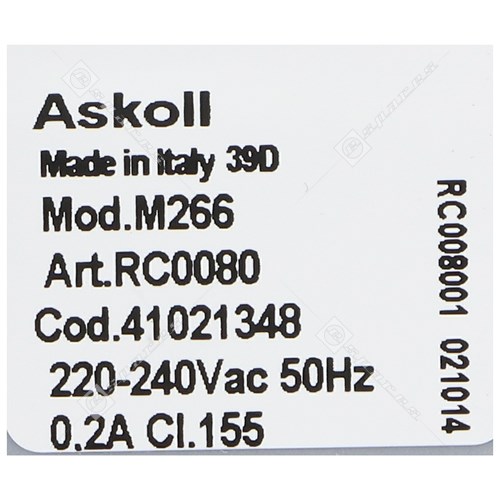 Askoll
Made in Italy 39D
Mod.M266
Art.RC0080
Cod.41021348
220-240Vac 50Hz
0,2A Cl.155
RC008001 021014